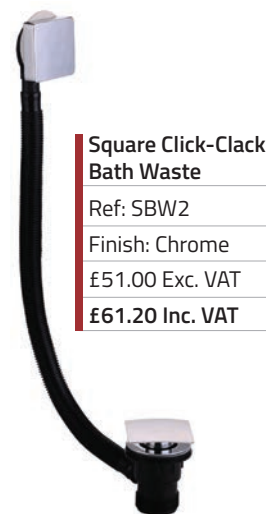 Square Click-Clack
Bath Waste
Ref: SBW2
Finish: Chrome
£51.00 Exc. VAT
£61.20 Inc. VAT